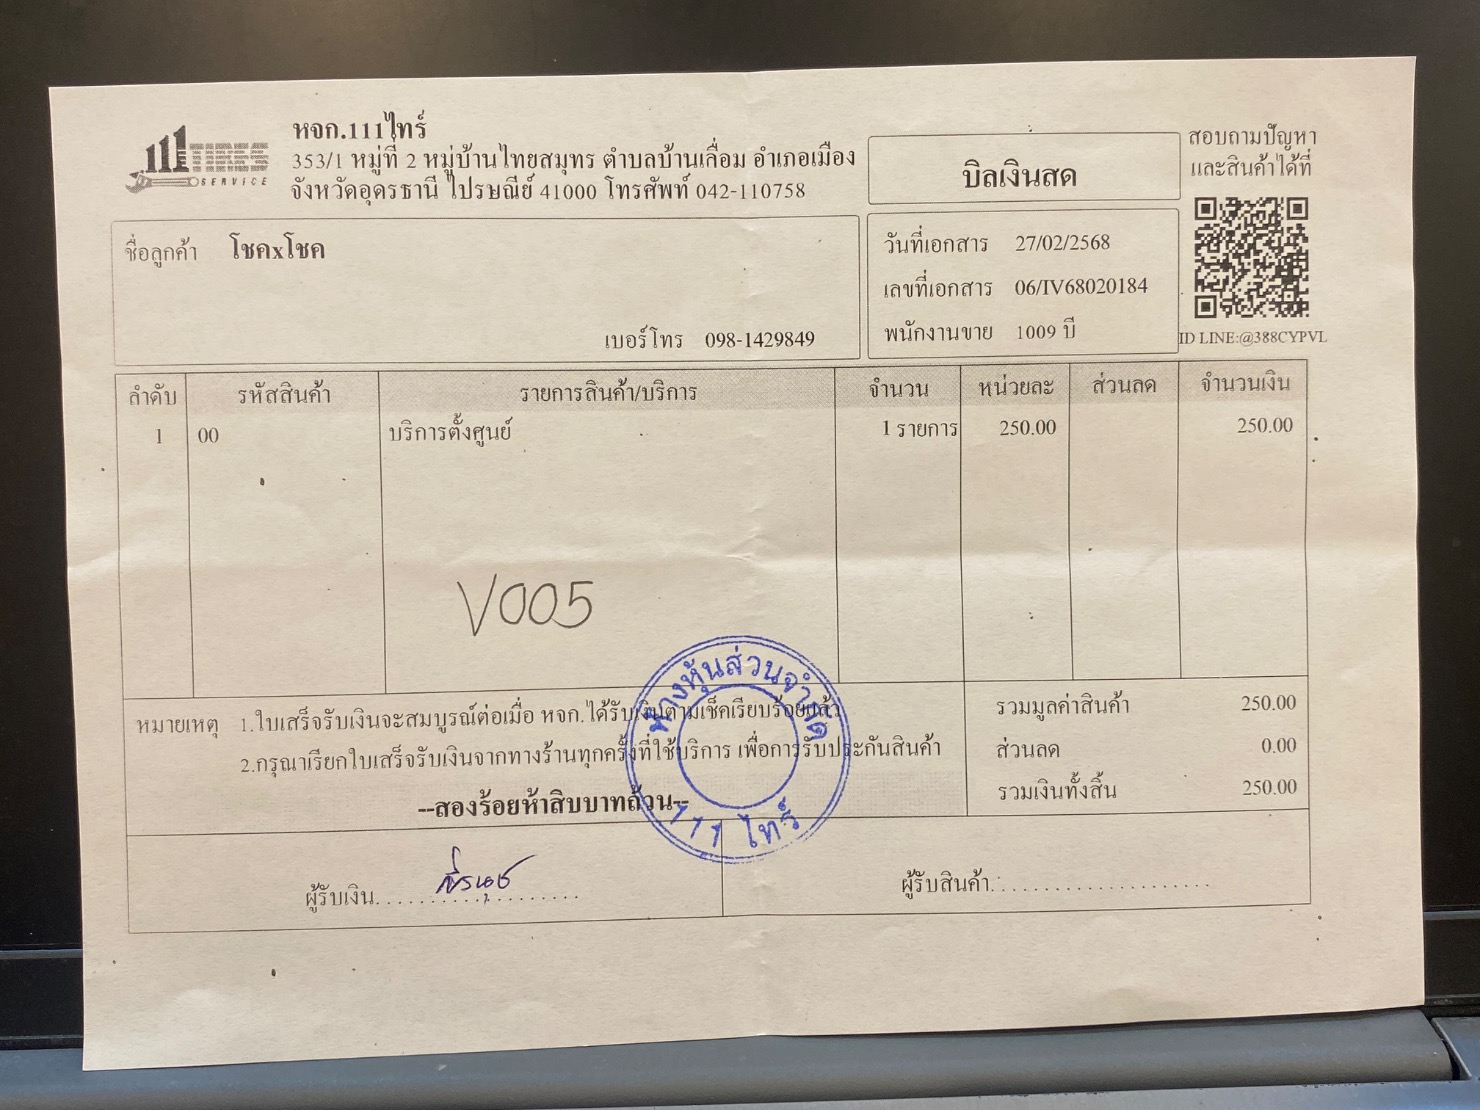 111 TIRES
SERVICE
หจก.111ไทร์
353/1 หมู่ที่ 2 หมู่บ้านไทยสมุทร ตำบลบ้านเลื่อม อำเภอเมือง
จังหวัดอุดรธานี ไปรษณีย์ 41000 โทรศัพท์ 042-110758
บิลเงินสด
สอบถามปัญหา
และสินค้าได้ที่
ID LINE:@388CYPVL
ชื่อลูกค้า โชคxโชค
เบอร์โทร 098-1429849
วันที่เอกสาร 27/02/2568
เลขที่เอกสาร 06/IV68020184
พนักงานขาย 1009 บี
ลำดับ รหัสสินค้า รายการสินค้า/บริการ จำนวน หน่วยละ ส่วนลด จำนวนเงิน
1 00 บริการตั้งศูนย์ 1 รายการ 250.00 250.00
V005
หมายเหตุ 1.ใบเสร็จรับเงินจะสมบูรณ์ต่อเมื่อ หจก.ได้รับเงินตามเช็คเรียบร้อยแล้ว
2.กรุณาเรียกใบเสร็จรับเงินจากทางร้านทุกครั้งที่ใช้บริการ เพื่อการรับประกันสินค้า
--สองร้อยห้าสิบบาทถ้วน--
รวมมูลค่าสินค้า 250.00
ส่วนลด 0.00
รวมเงินทั้งสิ้น 250.00
ห้างหุ้นส่วนจำกัด
111 ไทร์
ผู้รับเงิน....................
ผู้รับสินค้า......................